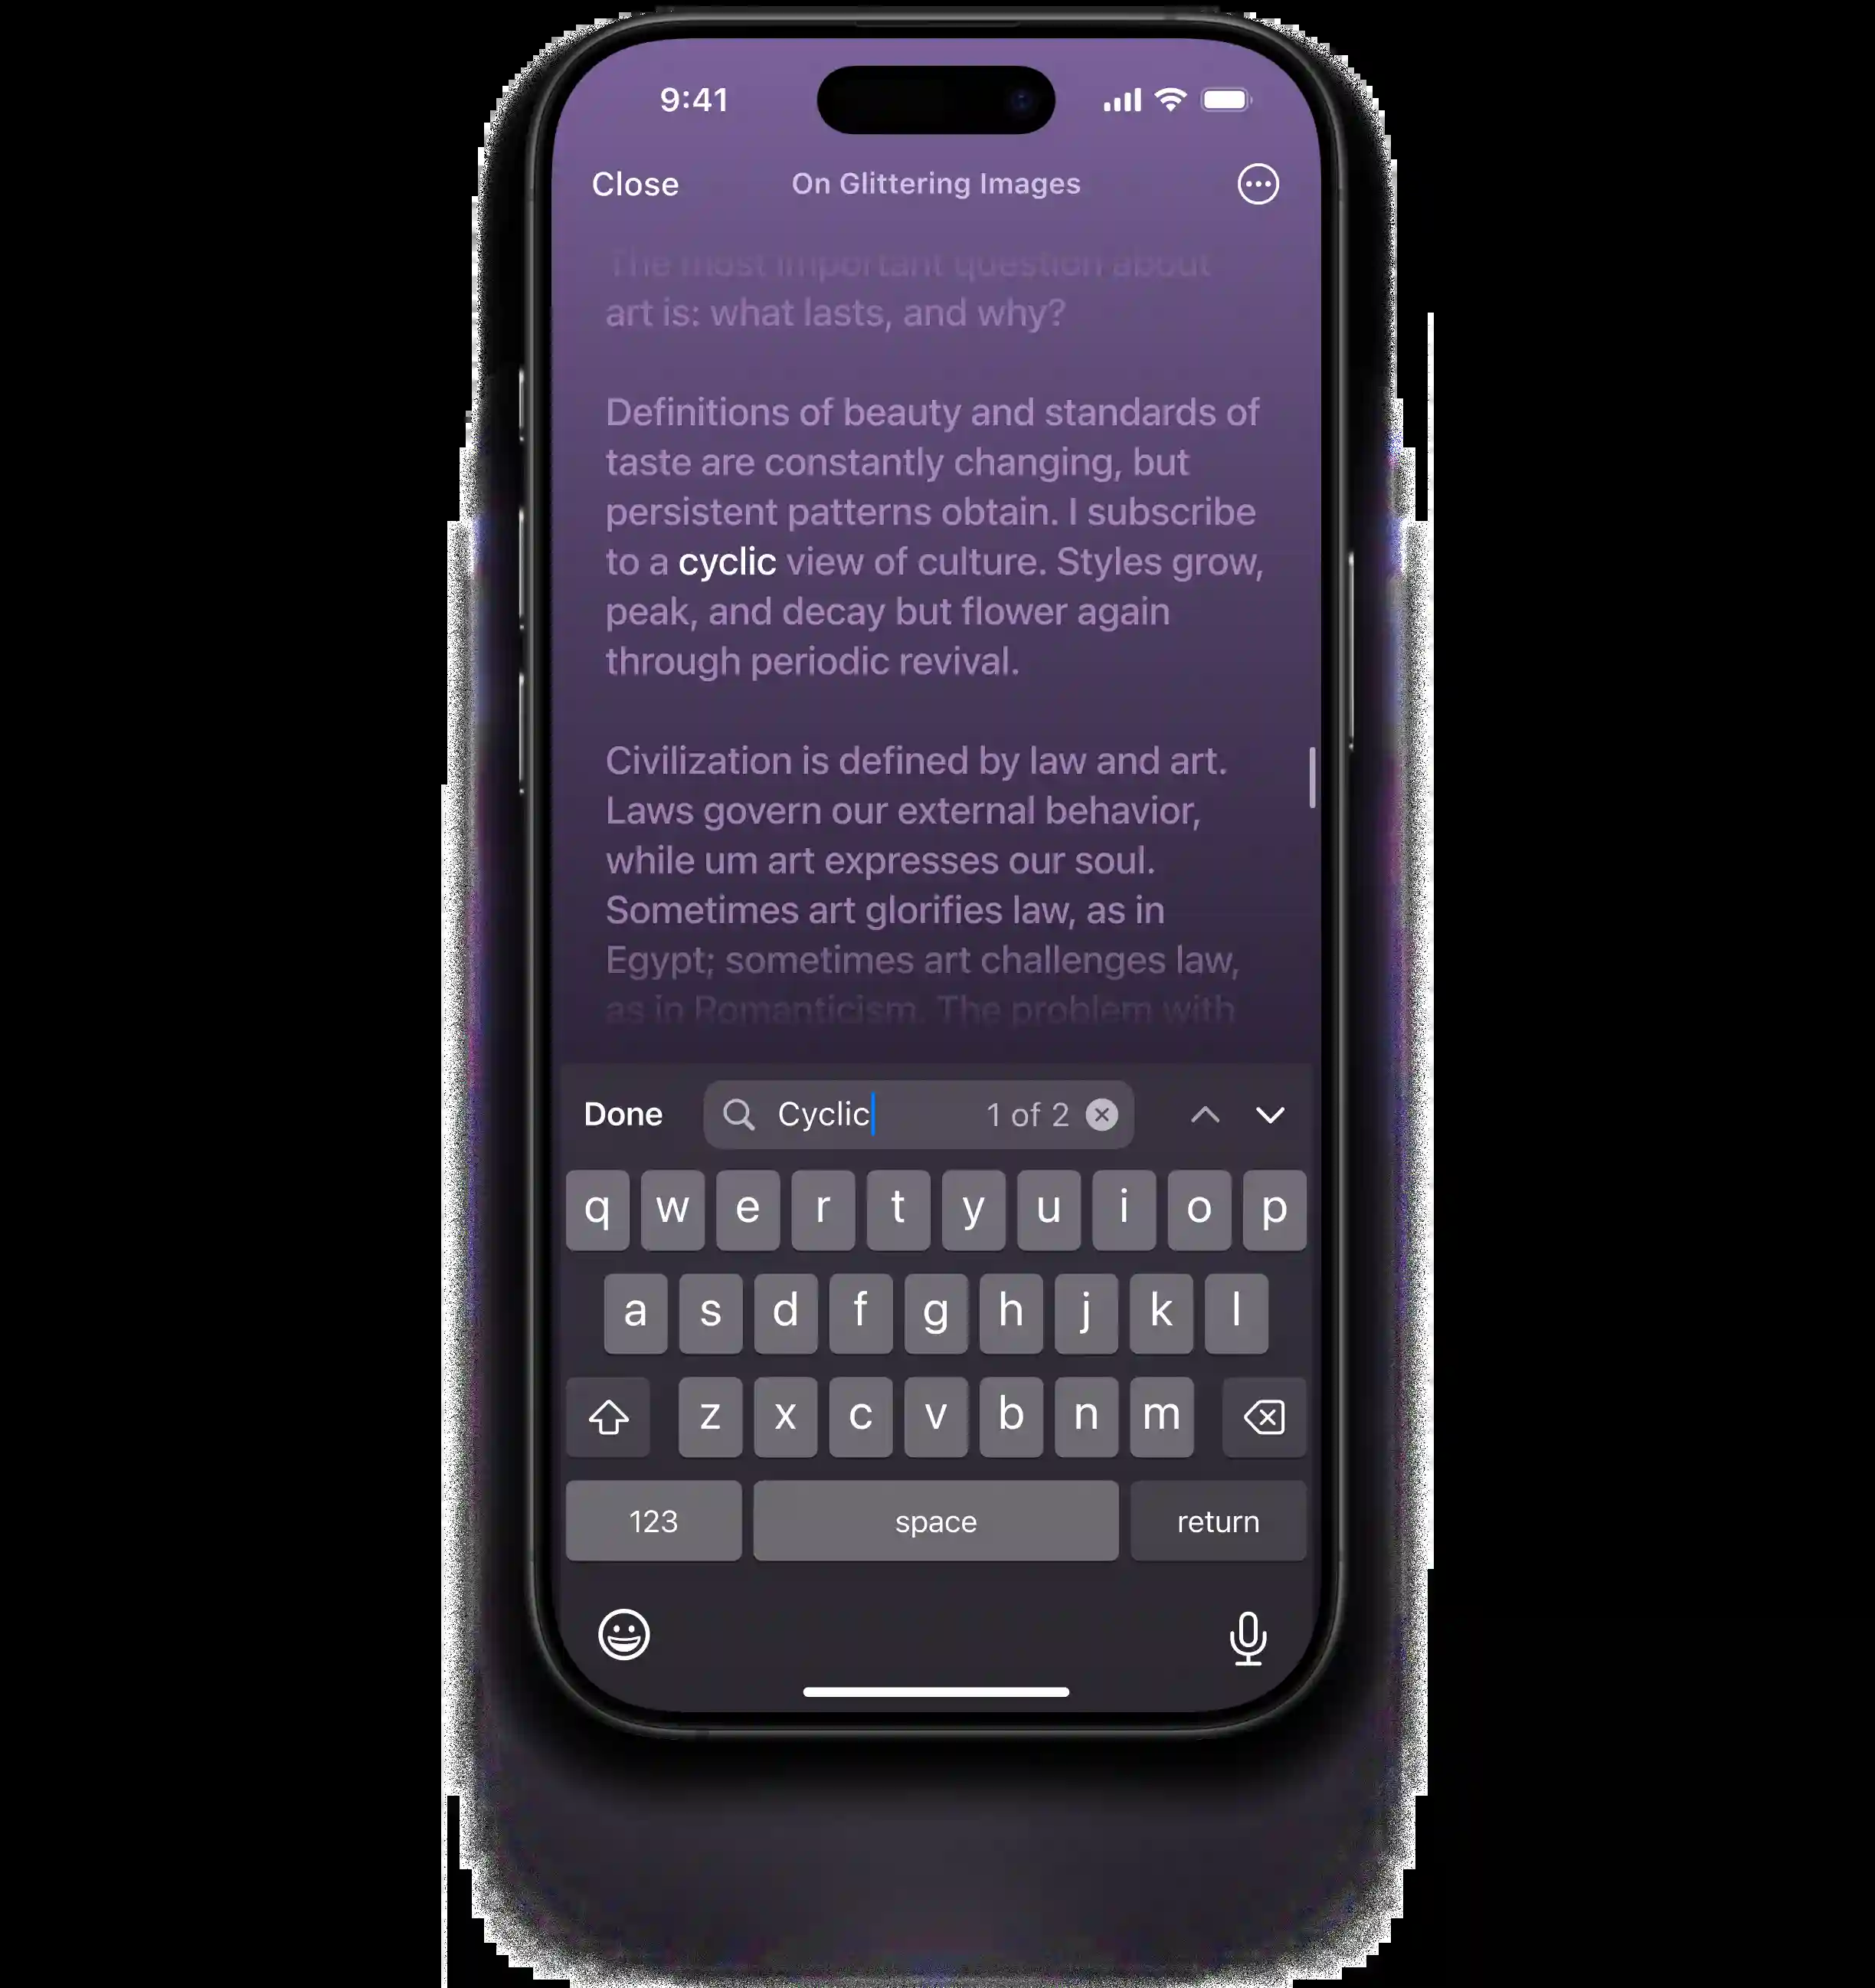 9:41
Close On Glittering Images
The most important question about
art is: what lasts, and why?
Definitions of beauty and standards of
taste are constantly changing, but
persistent patterns obtain. I subscribe
to a cyclic view of culture. Styles grow,
peak, and decay but flower again
through periodic revival.
Civilization is defined by law and art.
Laws govern our external behavior,
while um art expresses our soul.
Sometimes art glorifies law, as in
Egypt; sometimes art challenges law,
as in Romanticism. The problem with
Done Cyclic 1 of 2
q w e r t y u i o p
a s d f g h j k l
z x c v b n m
123 space return